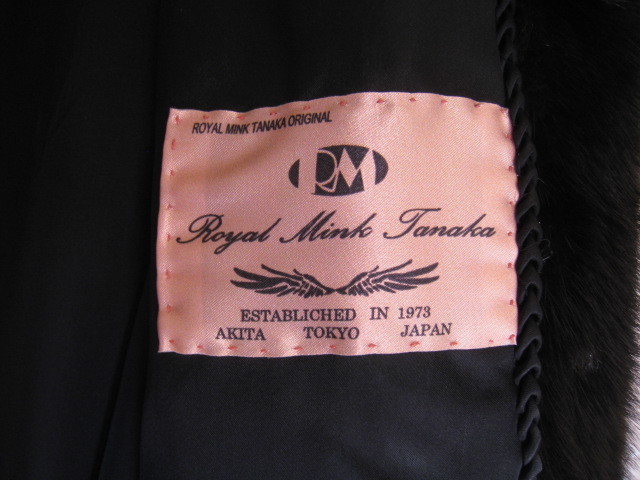 ROYAL MINK TANAKA ORIGINAL
RM
Royal Mink Tanaka
ESTABLICHED IN 1973
AKITA TOKYO JAPAN